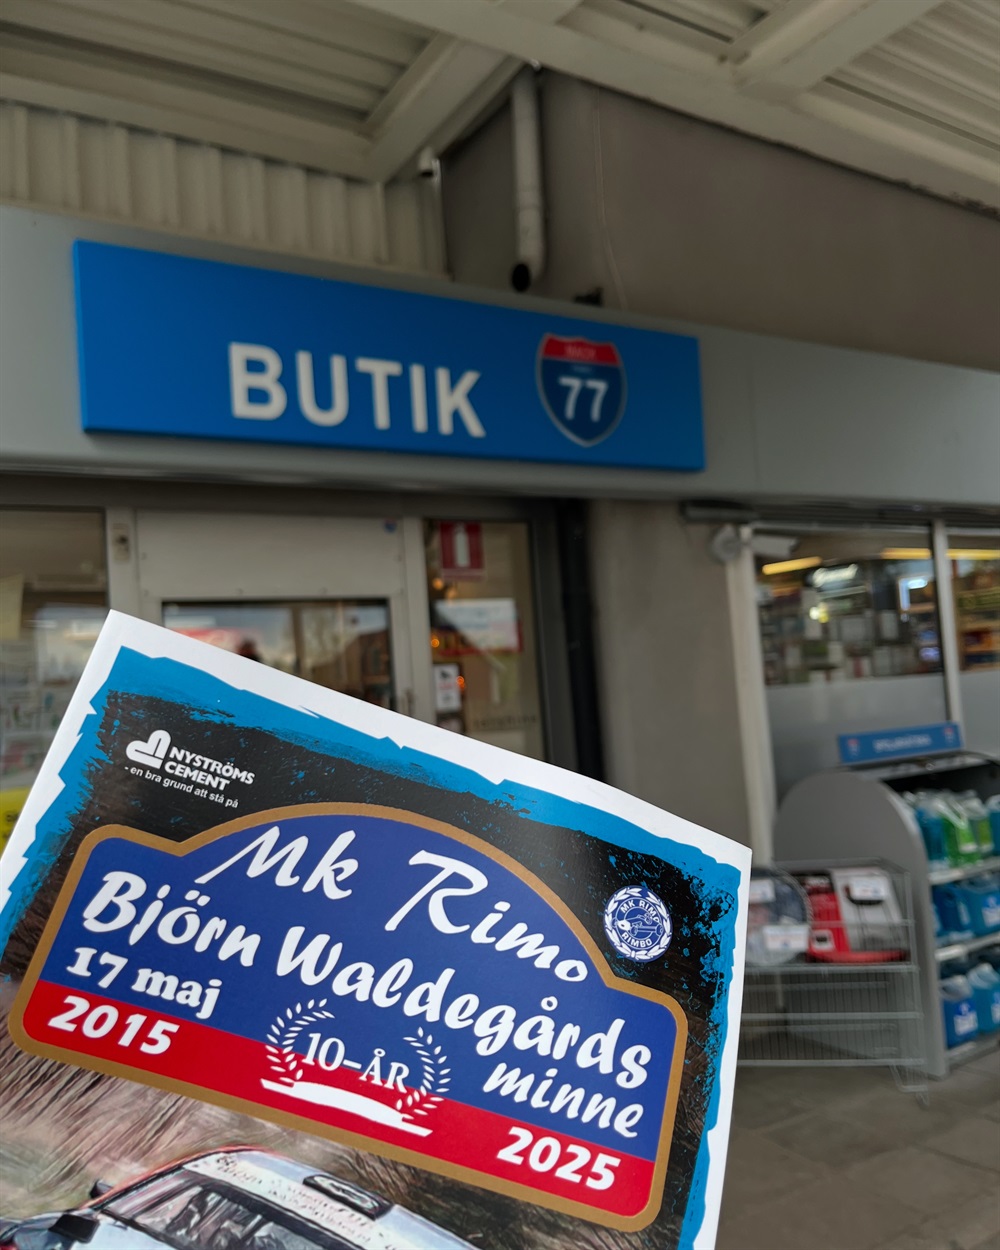 BUTIK
77
NYSTRÖMS
CEMENT
- en bra grund att stå på
Mk Rimo
MK RIMO
RIMBO
Björn Waldegårds
17 maj
minne
2015
10-ÅR
2025